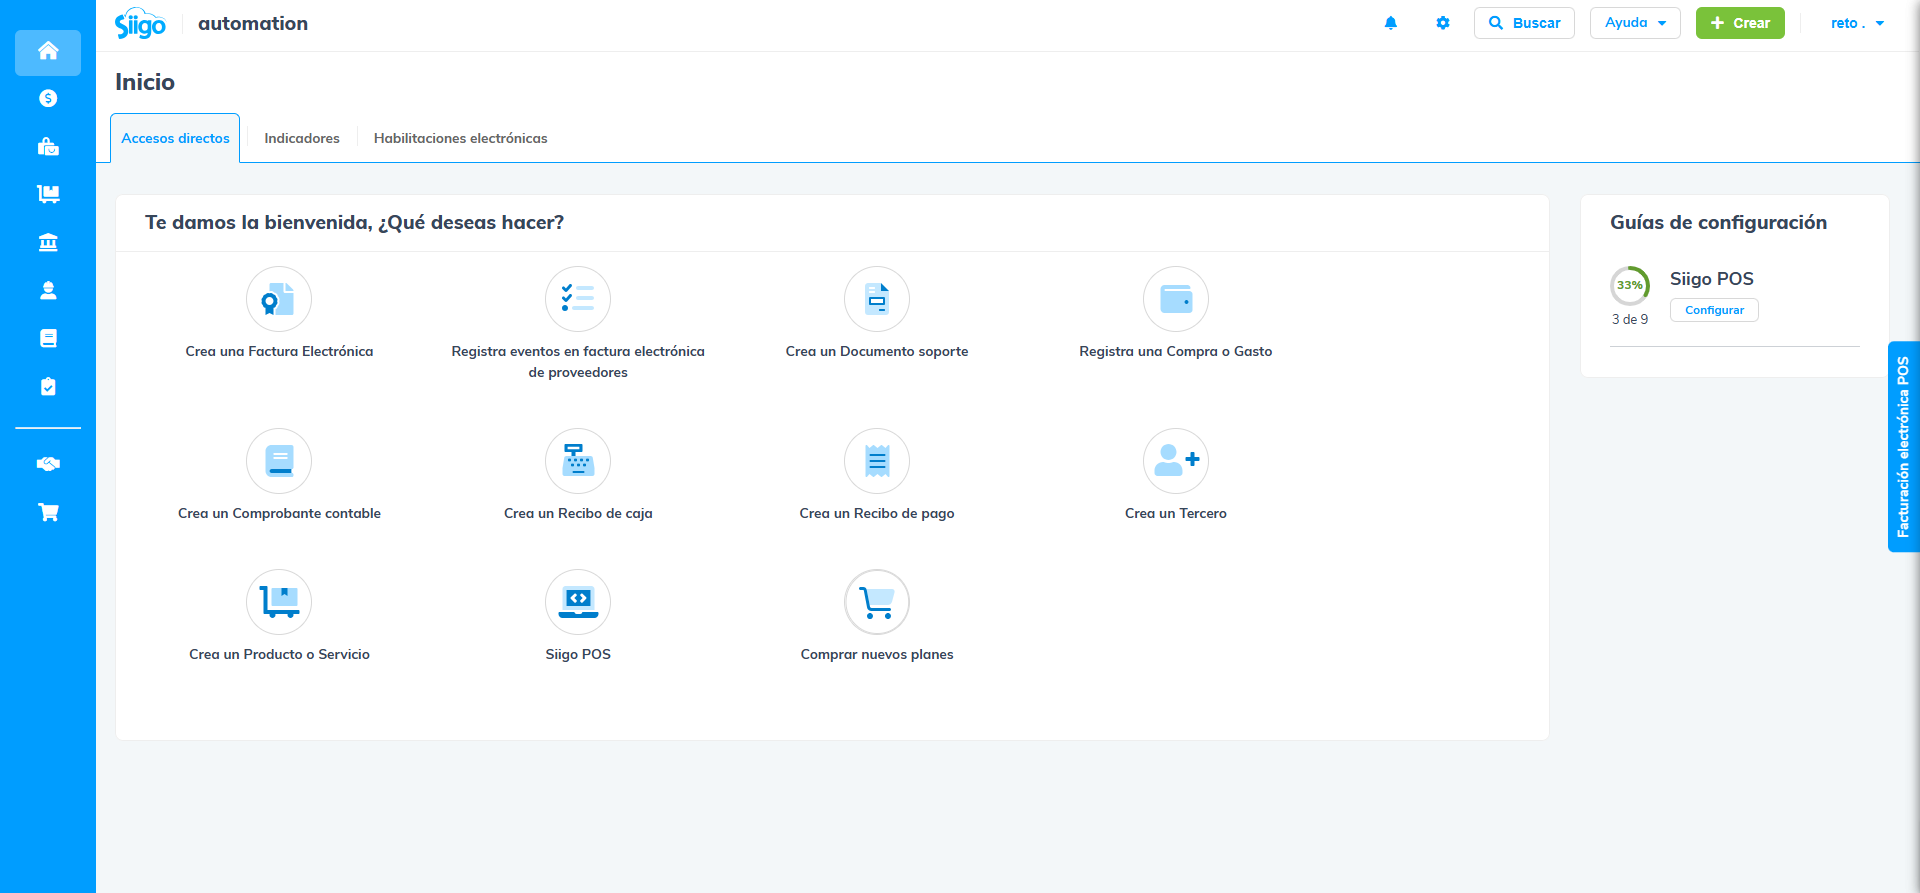 Siigo
automation
Buscar
Ayuda
Crear
reto .
Inicio
Accesos directos
Indicadores
Habilitaciones electrónicas
Te damos la bienvenida, ¿Qué deseas hacer?
Crea una Factura Electrónica
Registra eventos en factura electrónica
de proveedores
Crea un Documento soporte
Registra una Compra o Gasto
Crea un Comprobante contable
Crea un Recibo de caja
Crea un Recibo de pago
Crea un Tercero
Crea un Producto o Servicio
Siigo POS
Comprar nuevos planes
Guías de configuración
33%
3 de 9
Siigo POS
Configurar
Facturación electrónica POS